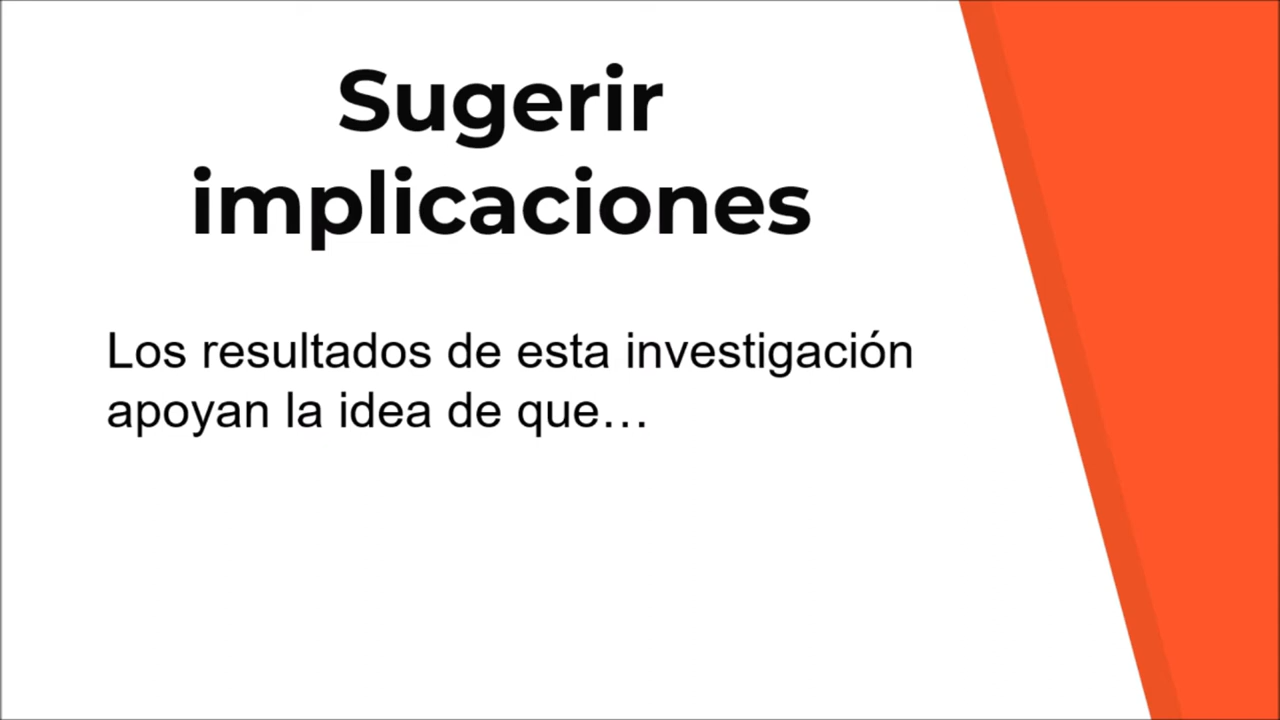 Sugerir
implicaciones
Los resultados de esta investigación
apoyan la idea de que…